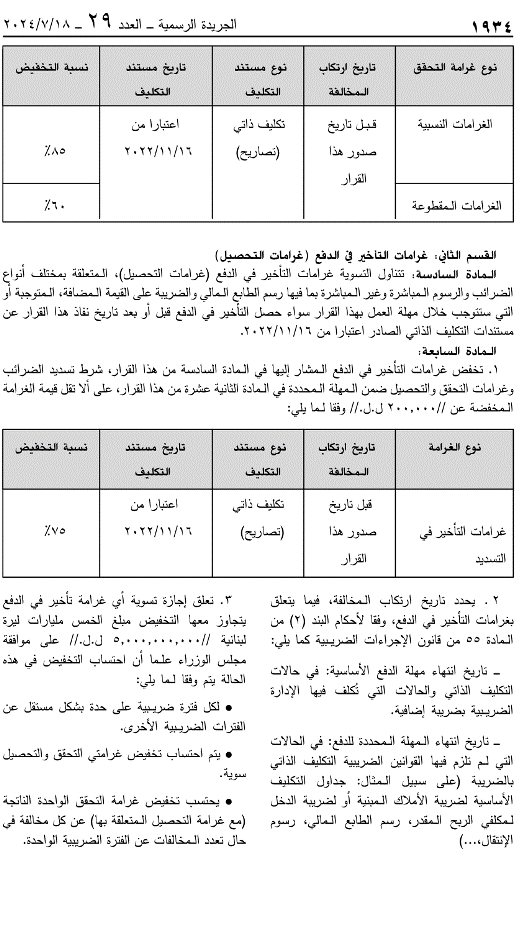 ١٩٣٤
الجريدة الرسمية ــ العدد ٢٩ ــ ٢٠٢٤/٧/١٨
نوع غرامة التحقق
تاريخ ارتكاب المخالفة
نوع مستند التكليف
تاريخ مستند التكليف
نسبة التخفيض
الغرامات النسبية
قبل تاريخ صدور هذا القرار
تكليف ذاتي (تصاريح)
اعتبارا من ٢٠٢٢/١١/١٦
٨٥٪
الغرامات المقطوعة
٦٠٪
القسم الثاني: غرامات التأخير في الدفع (غرامات التحصيل)
المادة السادسة: تتناول التسوية غرامات التأخير في الدفع (غرامات التحصيل)، المتعلقة بمختلف أنواع
الضرائب والرسوم المباشرة وغير المباشرة بما فيها رسم الطابع المالي والضريبة على القيمة المضافة، المتوجبة أو
التي ستتوجب خلال مهلة العمل بهذا القرار سواء حصل التأخير في الدفع قبل أو بعد تاريخ نفاذ هذا القرار عن
مستندات التكليف الذاتي الصادر اعتبارا من ٢٠٢٢/١١/١٦.
المادة السابعة:
١. تخفض غرامات التأخير في الدفع المشار إليها في المادة السادسة من هذا القرار، شرط تسديد الضرائب
وغرامات التحقق والتحصيل ضمن المهلة المحددة في المادة الثانية عشرة من هذا القرار، على ألا تقل قيمة الغرامة
المخفضة عن //٢٠٠,٠٠٠ ل.ل.// وفقا لما يلي:
نوع الغرامة
تاريخ ارتكاب المخالفة
نوع مستند التكليف
تاريخ مستند التكليف
نسبة التخفيض
غرامات التأخير في التسديد
قبل تاريخ صدور هذا القرار
تكليف ذاتي (تصاريح)
اعتبارا من ٢٠٢٢/١١/١٦
٧٥٪
٢. يحدد تاريخ ارتكاب المخالفة، فيما يتعلق
بغرامات التأخير في الدفع، وفقا لأحكام البند (٢) من
المادة ٥٥ من قانون الإجراءات الضريبية كما يلي:
ــ تاريخ انتهاء مهلة الدفع الأساسية: في حالات
التكليف الذاتي والحالات التي تُكلف فيها الإدارة
الضريبية بضريبة إضافية.
ــ تاريخ انتهاء المهلة المحددة للدفع: في الحالات
التي لم تلزم فيها القوانين الضريبية التكليف الذاتي
بالضريبة (على سبيل المثال: جداول التكليف
الأساسية لضريبة الأملاك المبنية أو لضريبة الدخل
لمكلفي الربح المقدر، رسم الطابع المالي، رسوم
الإنتقال،...)
٣. تعلق إجازة تسوية أي غرامة تأخير في الدفع
يتجاوز معها التخفيض مبلغ الخمس مليارات ليرة
لبنانية //٥,٠٠٠,٠٠٠,٠٠٠ ل.ل.// على موافقة
مجلس الوزراء علما أن احتساب التخفيض في هذه
الحالة يتم وفقا لما يلي:
● لكل فترة ضريبية على حدة بشكل مستقل عن
الفترات الضريبية الأخرى.
● يتم احتساب تخفيض غرامتي التحقق والتحصيل
سوية.
● يحتسب تخفيض غرامة التحقق الواحدة الناتجة
(مع غرامة التحصيل المتعلقة بها) عن كل مخالفة في
حال تعدد المخالفات عن الفترة الضريبية الواحدة.